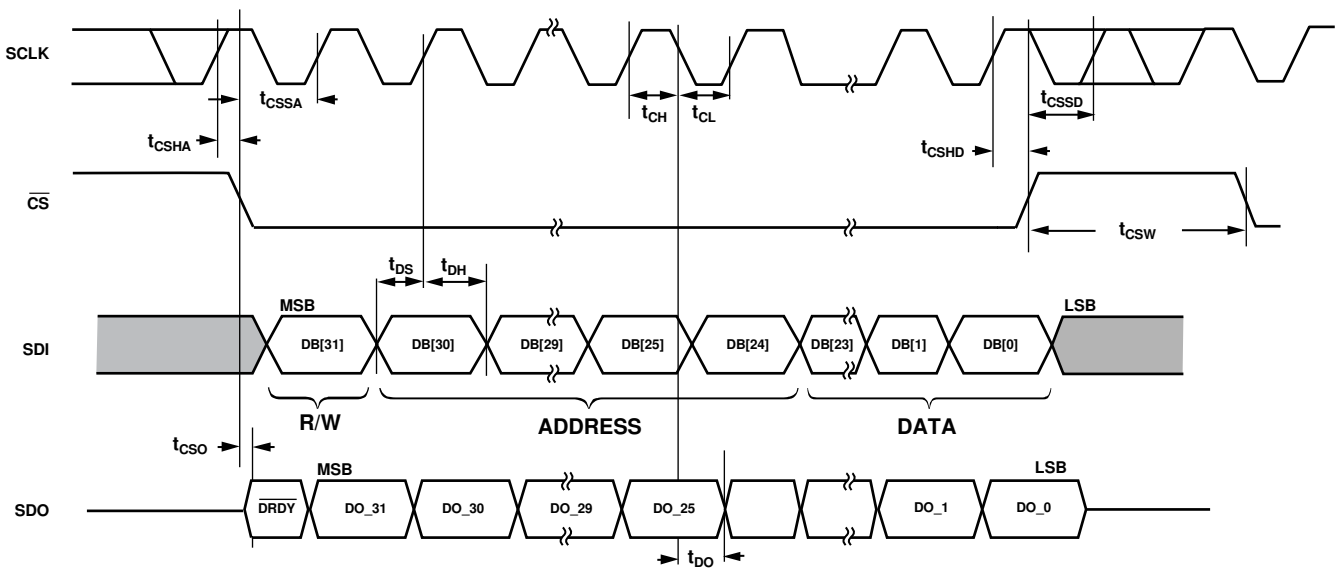 SCLK
tCSSA
tCH
tCL
tCSSD
tCSHA
tCSHD
CS
tCSW
tDS
tDH
MSB
LSB
SDI
DB[31]
DB[30]
DB[29]
DB[25]
DB[24]
DB[23]
DB[1]
DB[0]
R/W
ADDRESS
DATA
tCSO
MSB
LSB
SDO
DRDY
DO_31
DO_30
DO_29
DO_25
DO_1
DO_0
tDO